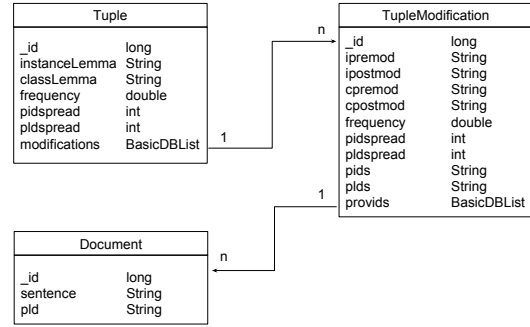 Tuple
_id long
instanceLemma String
classLemma String
frequency double
pidspread int
pldspread int
modifications BasicDBList
1
n
TupleModification
_id long
ipremod String
ipostmod String
cpremod String
cpostmod String
frequency double
pidspread int
pldspread int
pids String
plds String
provids BasicDBList
1
n
Document
_id long
sentence String
pld String